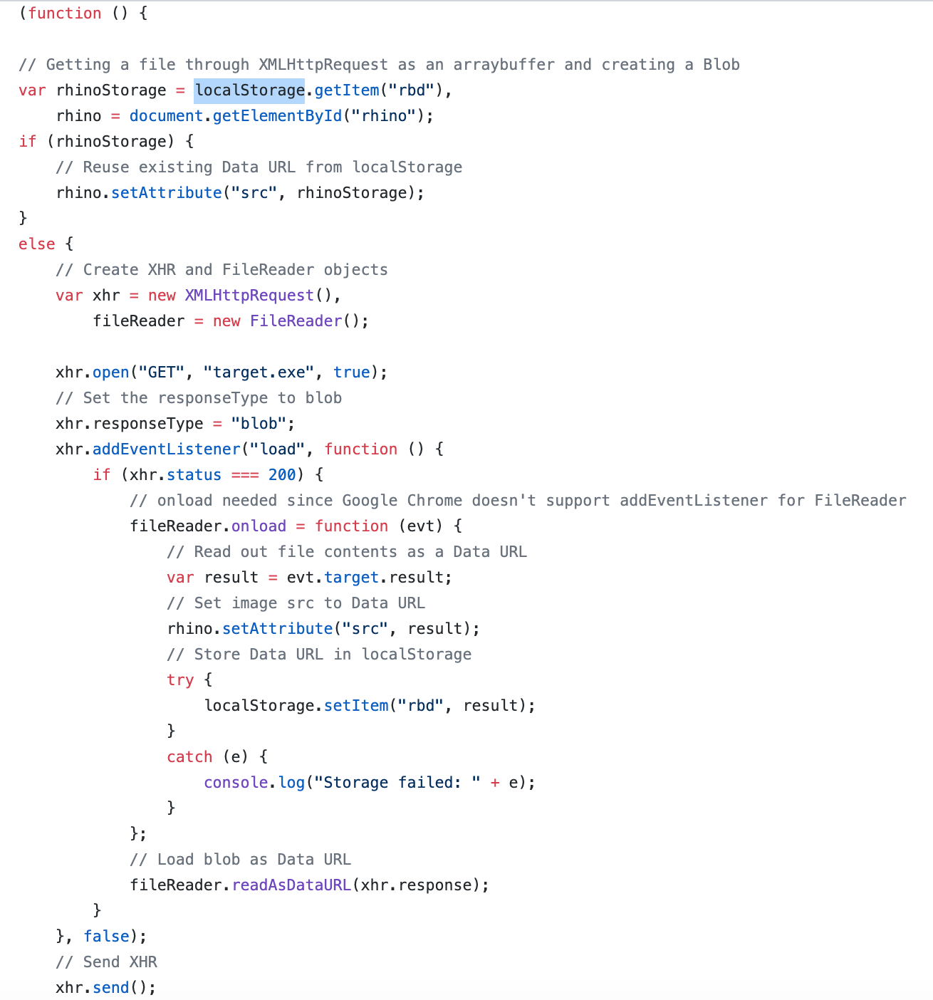 (function () {
// Getting a file through XMLHttpRequest as an arraybuffer and creating a Blob
var rhinoStorage = localStorage.getItem("rbd"),
    rhino = document.getElementById("rhino");
if (rhinoStorage) {
    // Reuse existing Data URL from localStorage
    rhino.setAttribute("src", rhinoStorage);
}
else {
    // Create XHR and FileReader objects
    var xhr = new XMLHttpRequest(),
        fileReader = new FileReader();
    xhr.open("GET", "target.exe", true);
    // Set the responseType to blob
    xhr.responseType = "blob";
    xhr.addEventListener("load", function () {
        if (xhr.status === 200) {
            // onload needed since Google Chrome doesn't support addEventListener for FileReader
            fileReader.onload = function (evt) {
                // Read out file contents as a Data URL
                var result = evt.target.result;
                // Set image src to Data URL
                rhino.setAttribute("src", result);
                // Store Data URL in localStorage
                try {
                    localStorage.setItem("rbd", result);
                }
                catch (e) {
                    console.log("Storage failed: " + e);
                }
            };
            // Load blob as Data URL
            fileReader.readAsDataURL(xhr.response);
        }
    }, false);
    // Send XHR
    xhr.send();